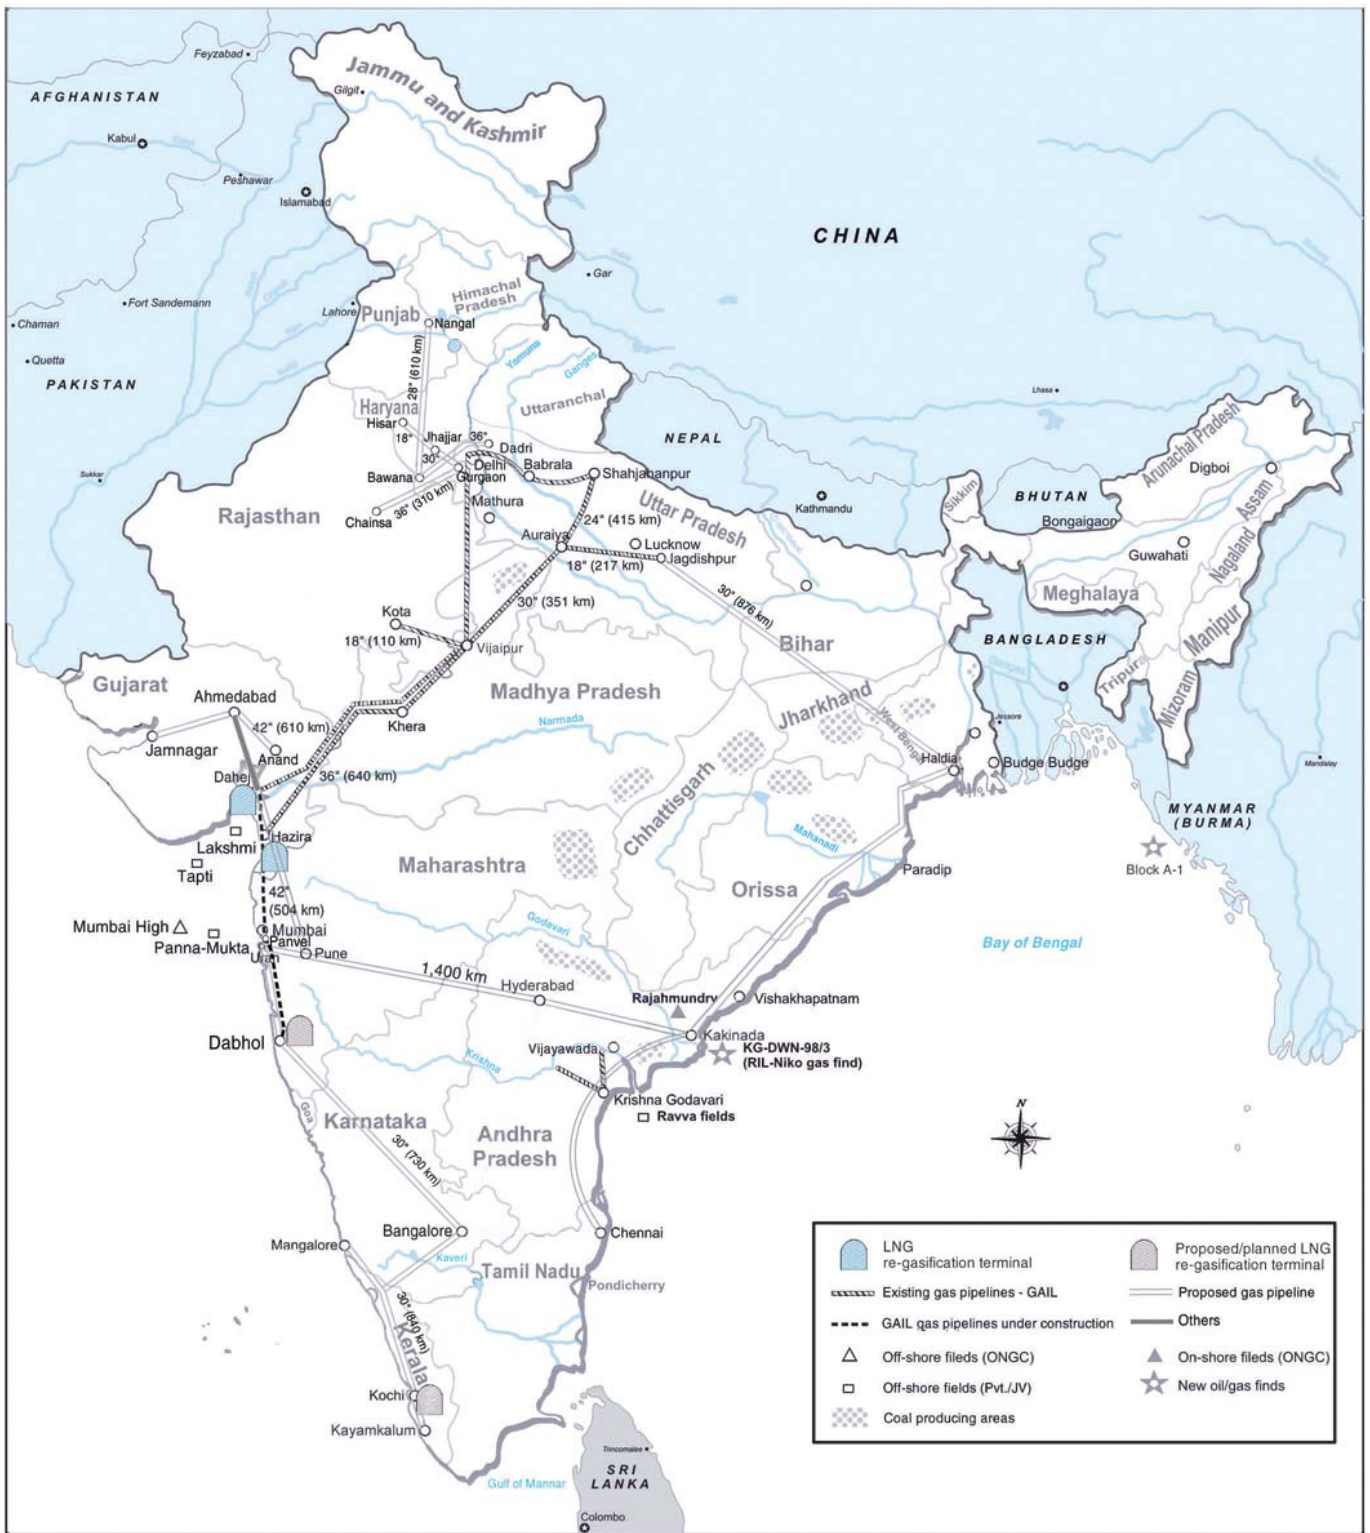 Feyzabad
AFGHANISTAN
Kabul
Peshawar
Islamabad
Gilgit
Jammu and Kashmir
CHINA
Gar
Fort Sandemann
Chaman
Quetta
PAKISTAN
Lahore
Sukkar
Himachal
Pradesh
Punjab
Nangal
28" (610 km)
Yamuna
Ganges
Uttaranchal
Haryana
Hisar
18"
Jhajjar
36"
30"
Dadri
Delhi
Gurgaon
Babrala
Shahjahanpur
Bawana
36" (310 km)
Chainsa
Mathura
Rajasthan
NEPAL
Kathmandu
Lhasa
Sikkim
BHUTAN
Bongaigaon
Arunachal Pradesh
Digboi
Assam
Nagaland
Guwahati
Meghalaya
Manipur
BANGLADESH
Tripura
Mizoram
Uttar Pradesh
24" (415 km)
Auraiya
Lucknow
Jagdishpur
18" (217 km)
30" (351 km)
30" (876 km)
Kota
18" (110 km)
Vijaipur
Bihar
Gujarat
Ahmedabad
Madhya Pradesh
Jharkhand
42" (610 km)
Khera
Narmada
Jamnagar
Anand
Dahej
36" (640 km)
West Bengal
Haldia
Budge Budge
Jessore
Mandalay
MYANMAR
(BURMA)
Block A-1
Hazira
Lakshmi
Tapti
Maharashtra
Chhattisgarh
Mahanadi
Orissa
Paradip
42"
(504 km)
Mumbai High
Mumbai
Panvel
Panna-Mukta
Uran
Pune
Godavari
Bay of Bengal
1,400 km
Hyderabad
Rajahmundry
Vishakhapatnam
Dabhol
Kakinada
Vijayawada
KG-DWN-98/3
(RIL-Niko gas find)
Krishna
Krishna Godavari
Ravva fields
Goa
Karnataka
Andhra
Pradesh
30" (730 km)
N
Bangalore
Chennai
Mangalore
Kaveri
Tamil Nadu
Pondicherry
30" (840 km)
Kerala
Kochi
Kayamkalum
Gulf of Mannar
Trincomalee
SRI
LANKA
Colombo
LNG
re-gasification terminal
Proposed/planned LNG
re-gasification terminal
Existing gas pipelines - GAIL
Proposed gas pipeline
GAIL qas pipelines under construction
Others
Off-shore fileds (ONGC)
On-shore fileds (ONGC)
Off-shore fields (Pvt./JV)
New oil/gas finds
Coal producing areas